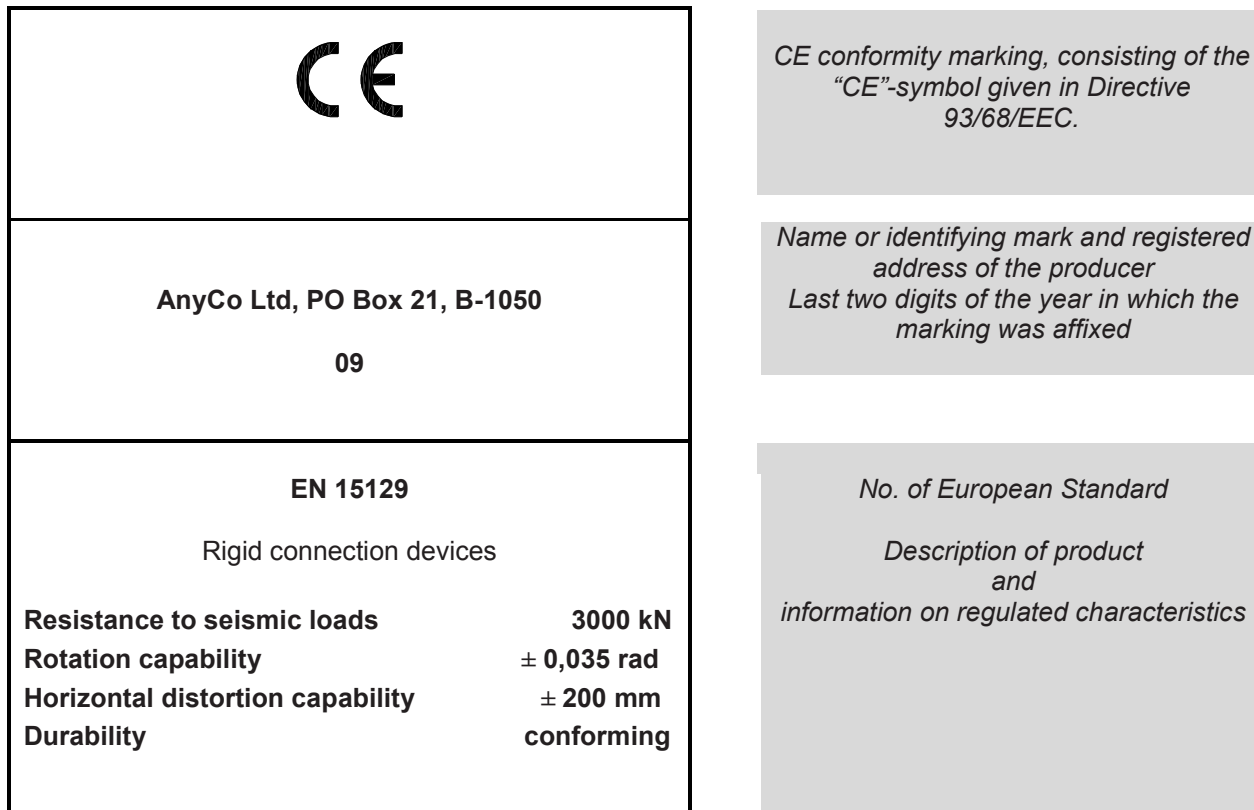 CE
CE conformity marking, consisting of the
“CE”-symbol given in Directive
93/68/EEC.
AnyCo Ltd, PO Box 21, B-1050
09
Name or identifying mark and registered
address of the producer
Last two digits of the year in which the
marking was affixed
EN 15129
Rigid connection devices
Resistance to seismic loads 3000 kN
Rotation capability ± 0,035 rad
Horizontal distortion capability ± 200 mm
Durability conforming
No. of European Standard
Description of product
and
information on regulated characteristics